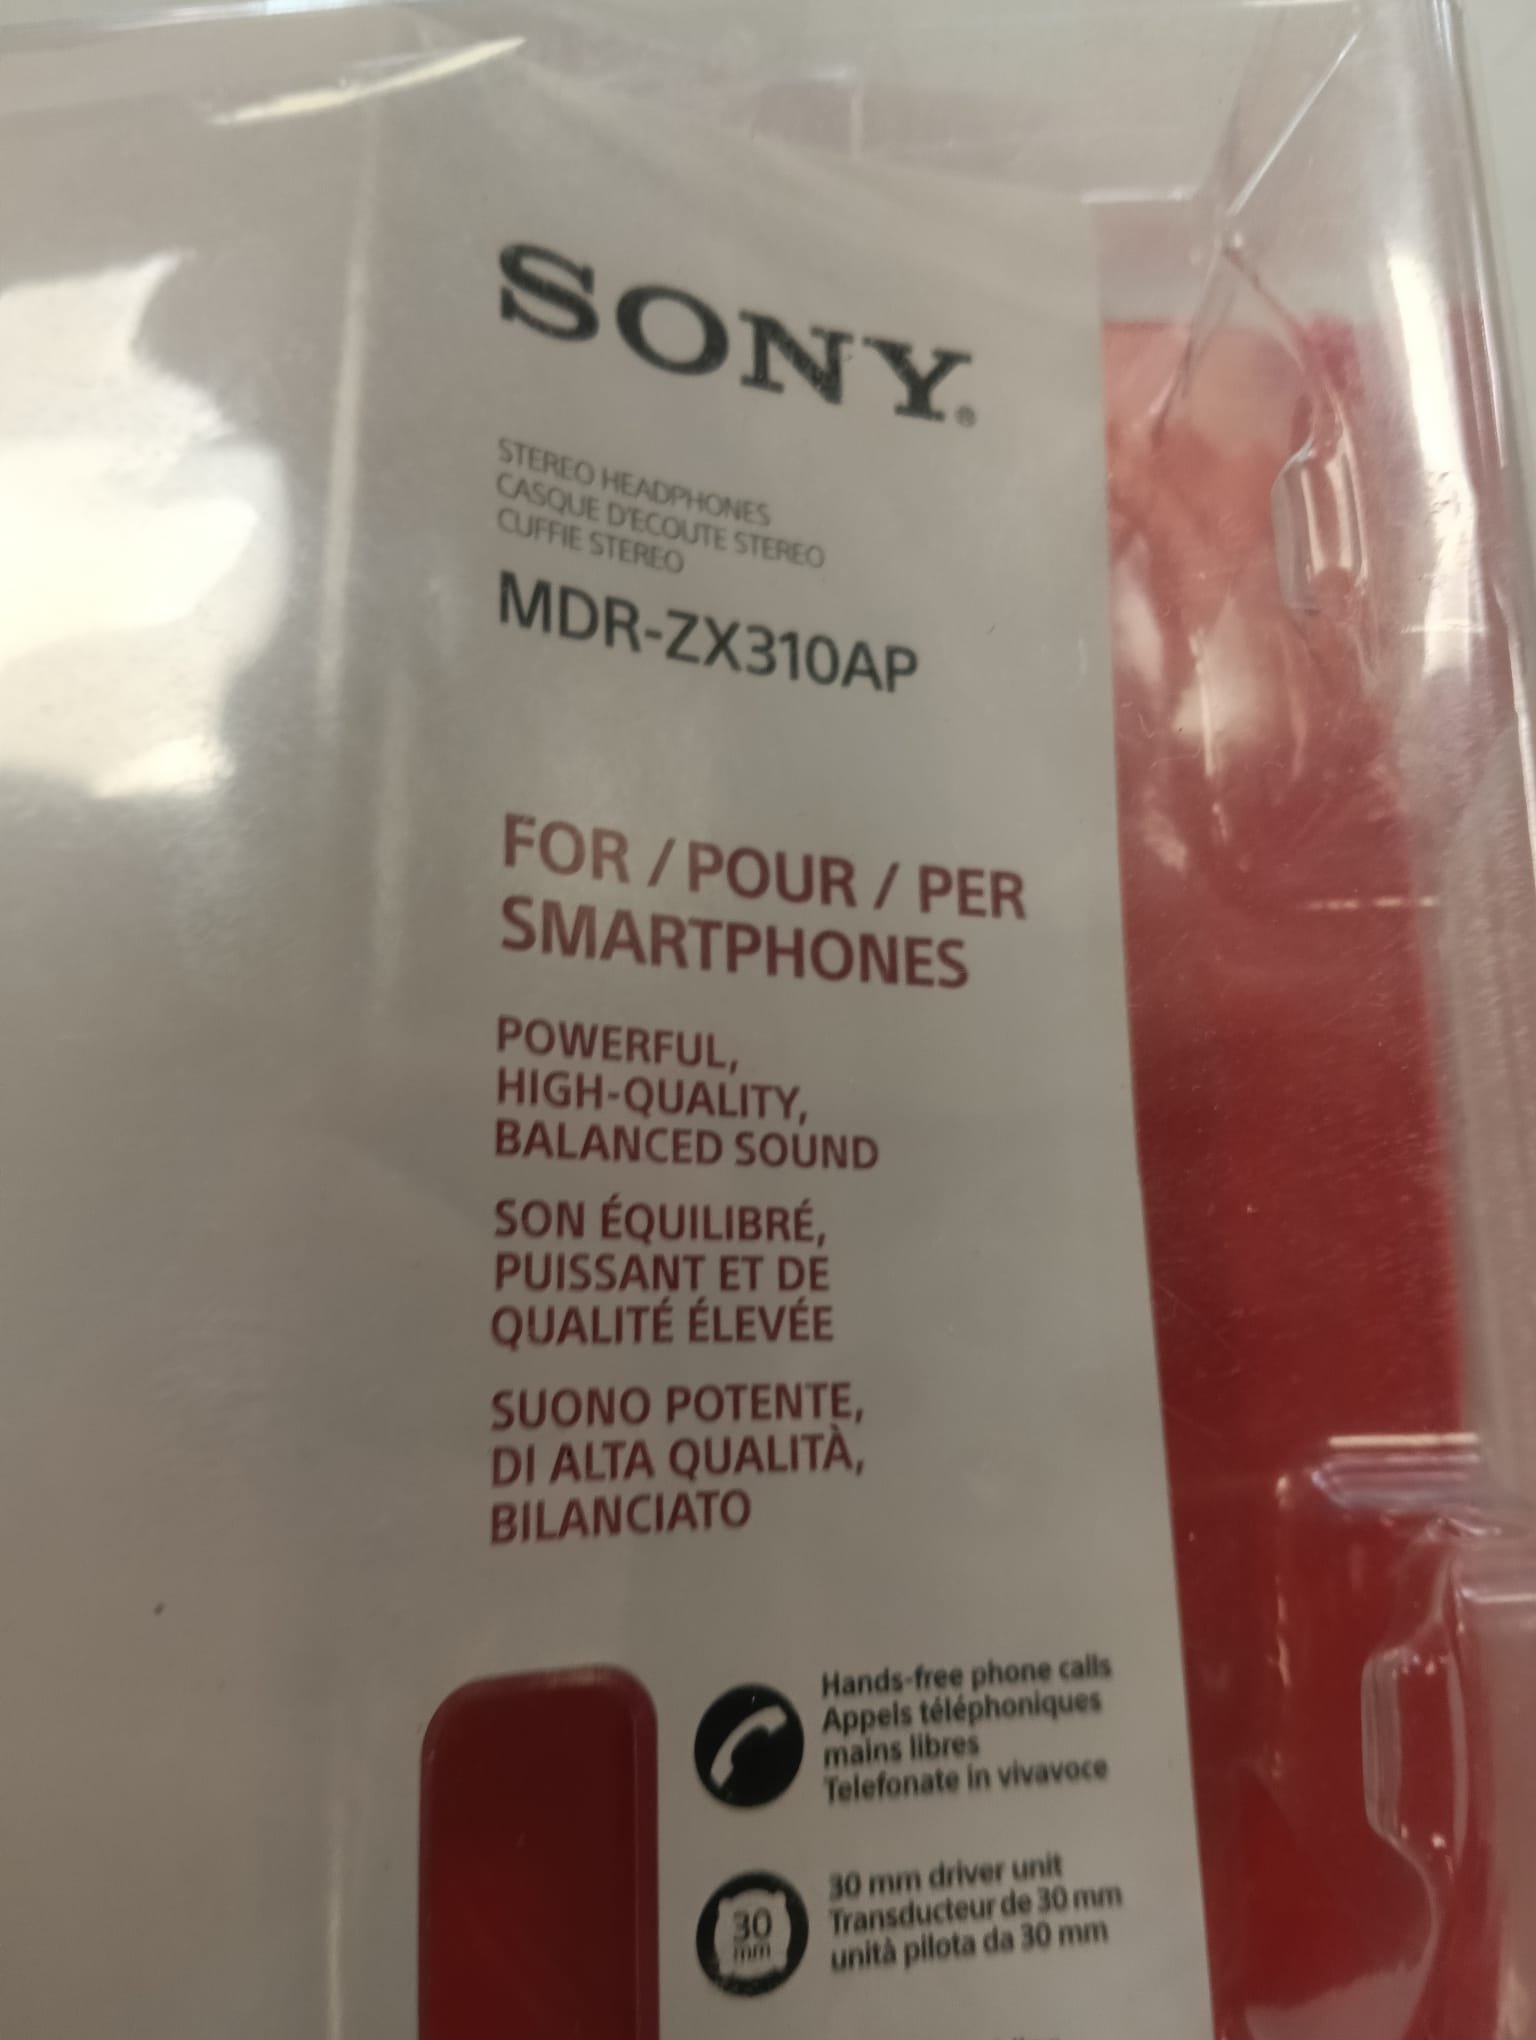 SONY®
STEREO HEADPHONES
CASQUE D'ECOUTE STEREO
CUFFIE STEREO
MDR-ZX310AP
FOR / POUR / PER
SMARTPHONES
POWERFUL,
HIGH-QUALITY,
BALANCED SOUND
SON ÉQUILIBRÉ,
PUISSANT ET DE
QUALITÉ ÉLEVÉE
SUONO POTENTE,
DI ALTA QUALITÀ,
BILANCIATO
Hands-free phone calls
Appels téléphoniques
mains libres
Telefonate in vivavoce
30 mm
30 mm driver unit
Transducteur de 30 mm
unità pilota da 30 mm